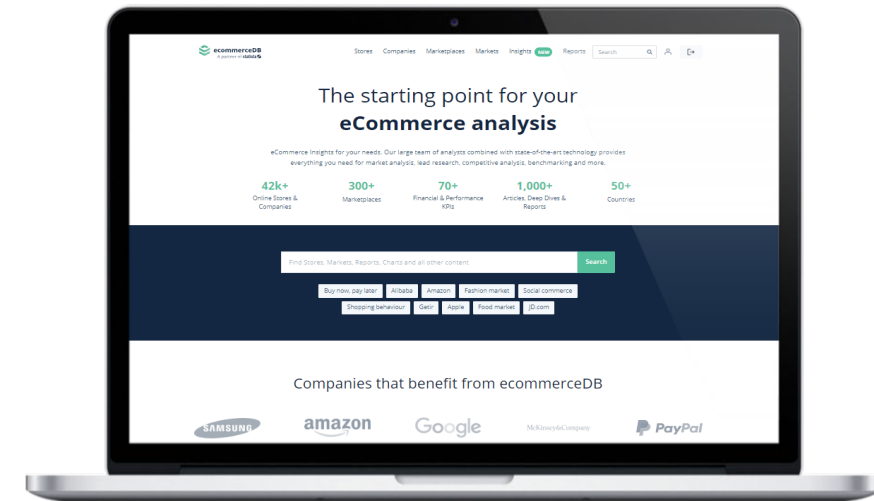 ecommerceDB
A partner of statista
Stores Companies Marketplaces Markets Insights NEW Reports Search
The starting point for your
eCommerce analysis
eCommerce Insights for your needs. Our large team of analysts combined with state-of-the-art technology provides
everything you need for market analysis, lead research, competitive analysis, benchmarking and more.
42k+ 300+ 70+ 1,000+ 50+
Online Stores & Marketplaces Financial & Performance Articles, Deep Dives & Countries
Companies KPIs Reports
Find Stores, Markets, Reports, Charts and all other content Search
Buy now, pay later Alibaba Amazon Fashion market Social commerce
Shopping behaviour Getir Apple Food market JD.com
Companies that benefit from ecommerceDB
SAMSUNG amazon Google McKinsey&Company PayPal